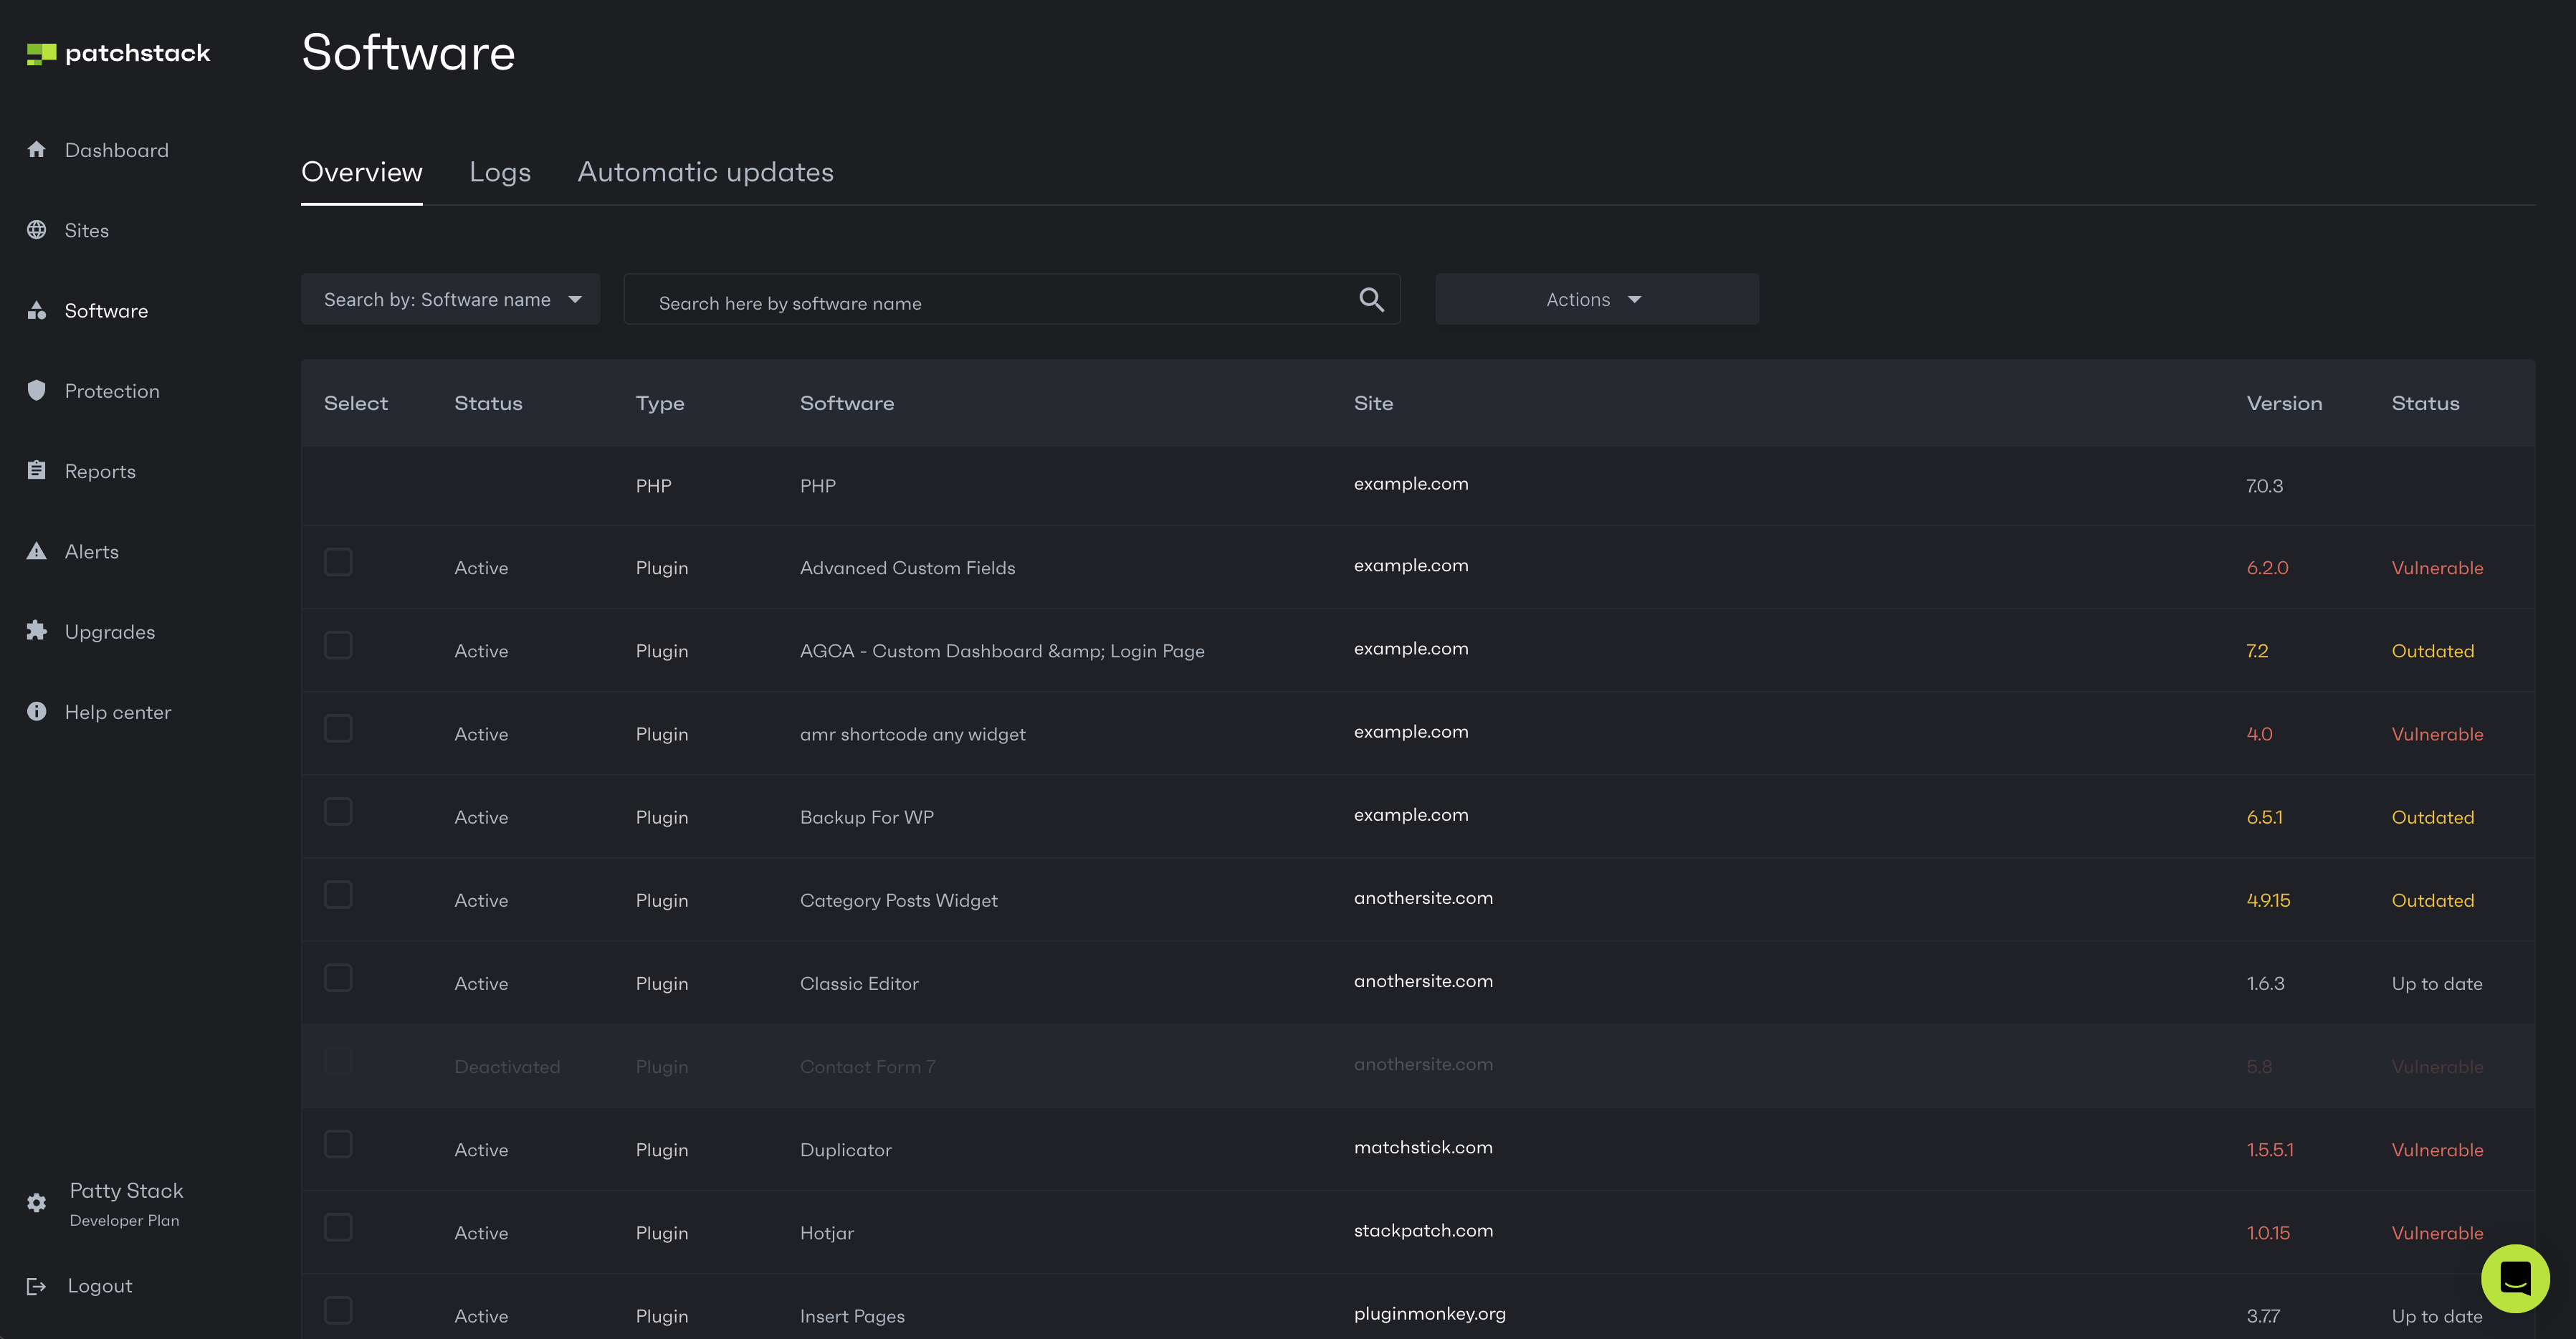 patchstack
Software
Dashboard
Sites
Software
Protection
Reports
Alerts
Upgrades
Help center
Patty Stack
Developer Plan
Logout
Overview Logs Automatic updates
Search by: Software name Search here by software name Actions
Select Status Type Software Site Version Status
PHP PHP example.com 7.0.3
Active Plugin Advanced Custom Fields example.com 6.2.0 Vulnerable
Active Plugin AGCA - Custom Dashboard &amp; Login Page example.com 7.2 Outdated
Active Plugin amr shortcode any widget example.com 4.0 Vulnerable
Active Plugin Backup For WP example.com 6.5.1 Outdated
Active Plugin Category Posts Widget anothersite.com 4.9.15 Outdated
Active Plugin Classic Editor anothersite.com 1.6.3 Up to date
Deactivated Plugin Contact Form 7 anothersite.com 5.8 Vulnerable
Active Plugin Duplicator matchstick.com 1.5.5.1 Vulnerable
Active Plugin Hotjar stackpatch.com 1.0.15 Vulnerable
Active Plugin Insert Pages pluginmonkey.org 3.7.7 Up to date